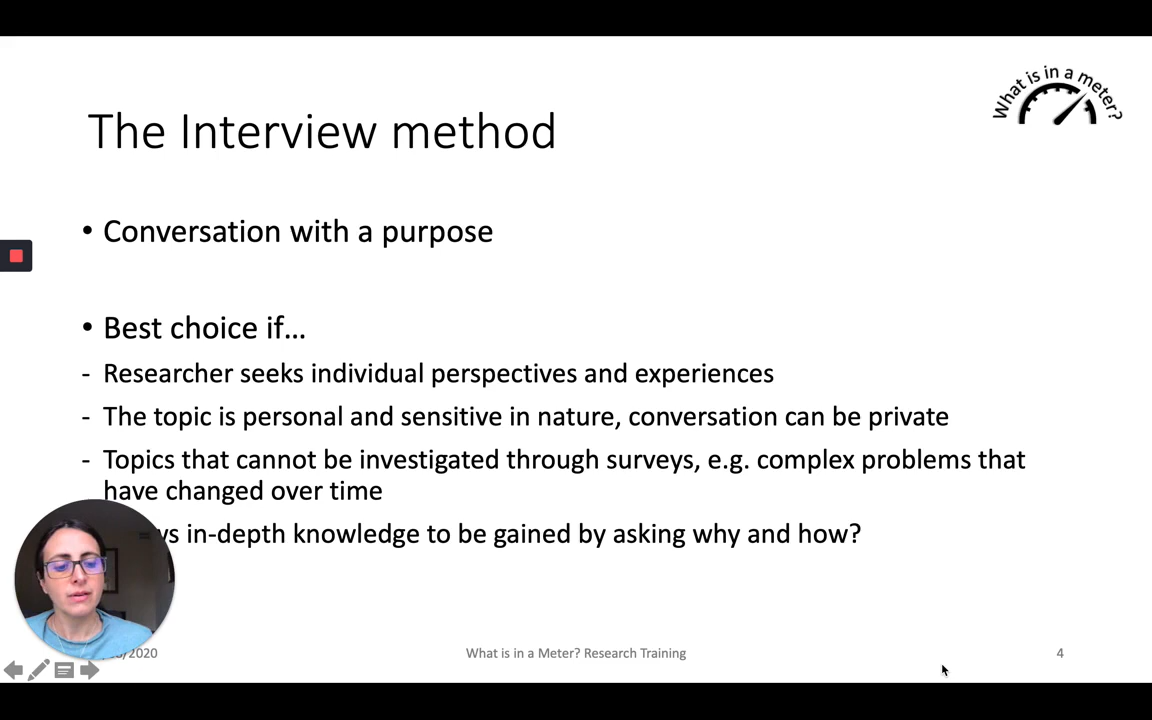 What is in a meter?
The Interview method
• Conversation with a purpose
• Best choice if...
- Researcher seeks individual perspectives and experiences
- The topic is personal and sensitive in nature, conversation can be private
- Topics that cannot be investigated through surveys, e.g. complex problems that
have changed over time
in-depth knowledge to be gained by asking why and how?
/2020
What is in a Meter? Research Training
4